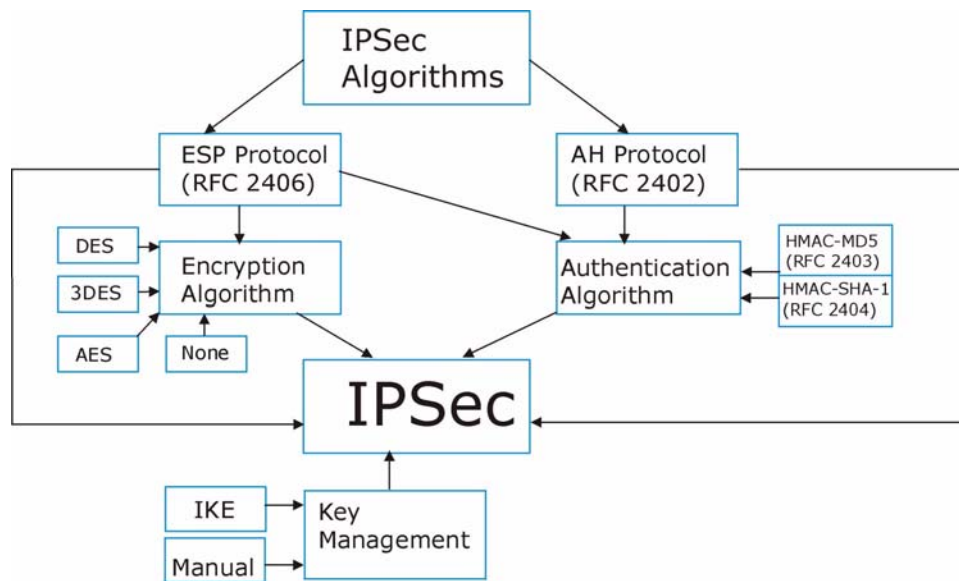 IPSec
Algorithms
ESP Protocol
(RFC 2406)
AH Protocol
(RFC 2402)
DES
3DES
AES
None
Encryption
Algorithm
Authentication
Algorithm
HMAC-MD5
(RFC 2403)
HMAC-SHA-1
(RFC 2404)
IPSec
IKE
Manual
Key
Management